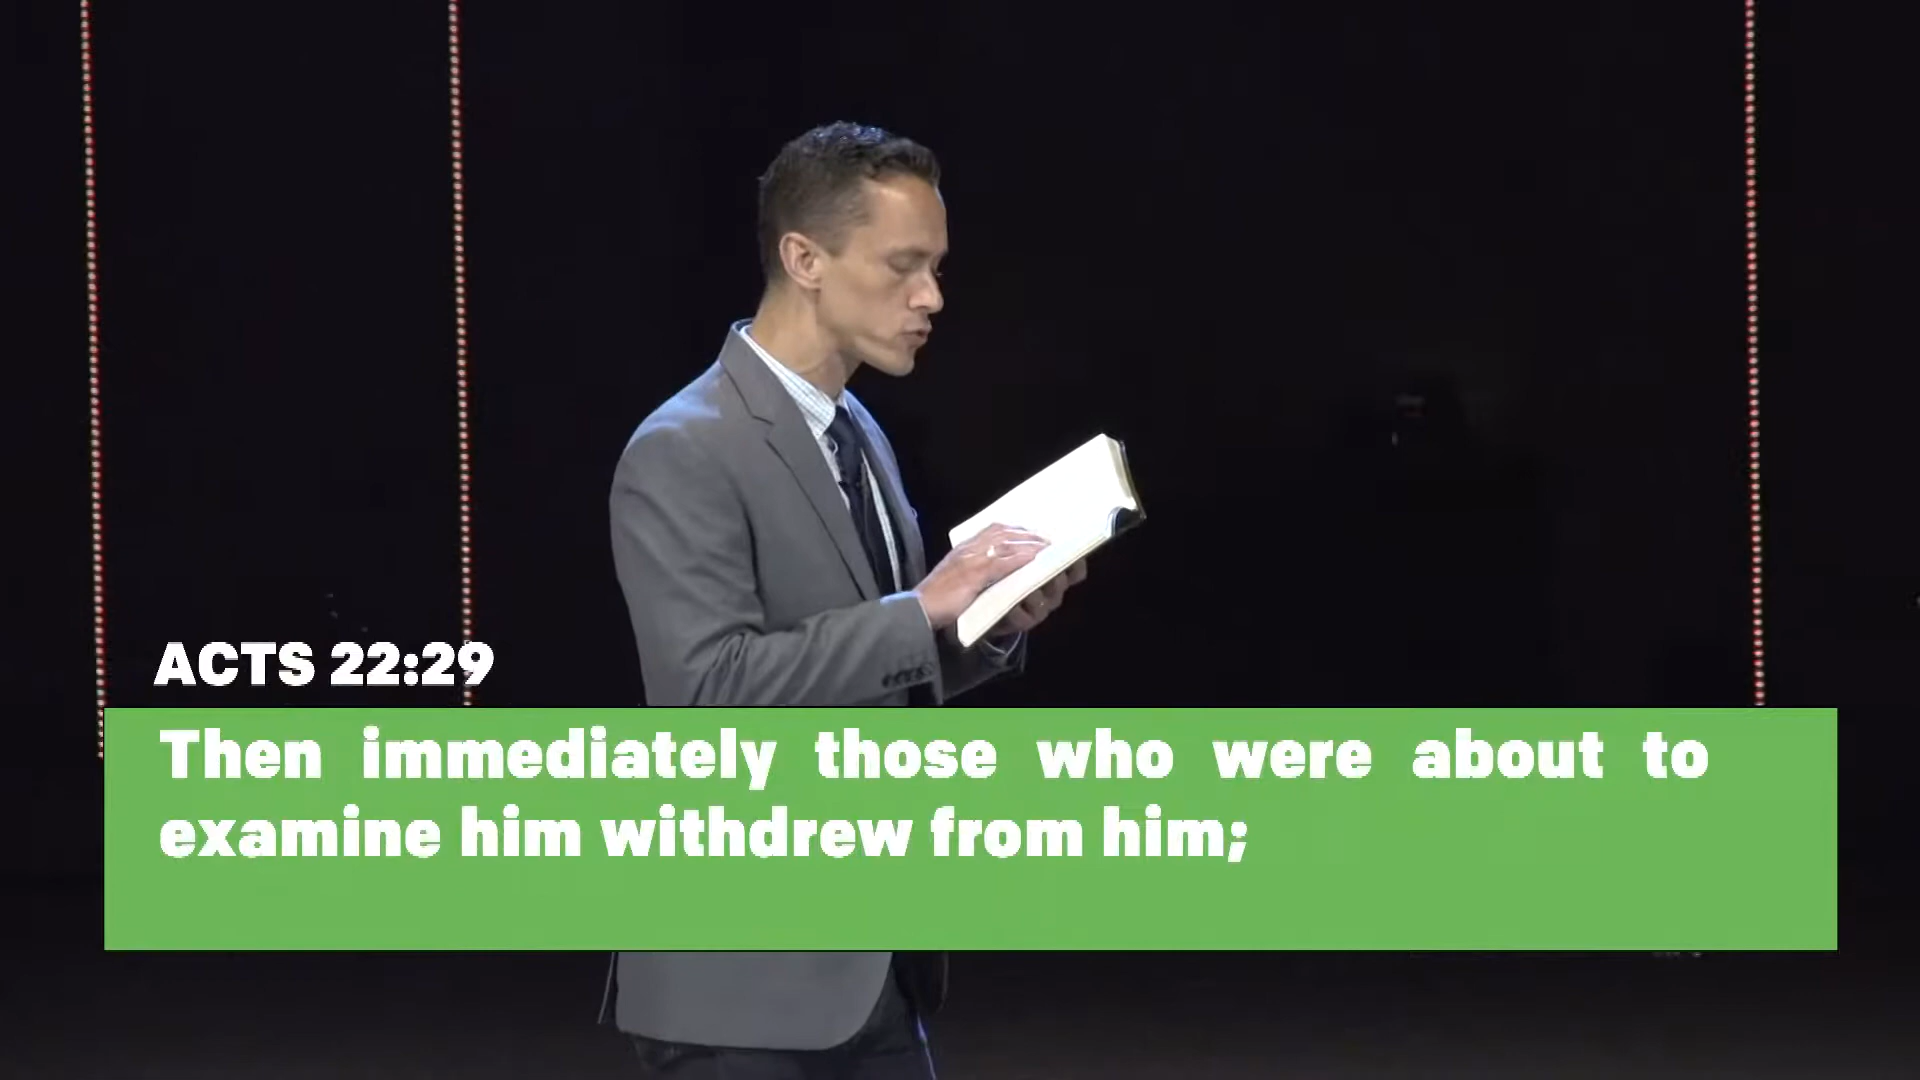 ACTS 22:29
Then immediately those who were about to
examine him withdrew from him;